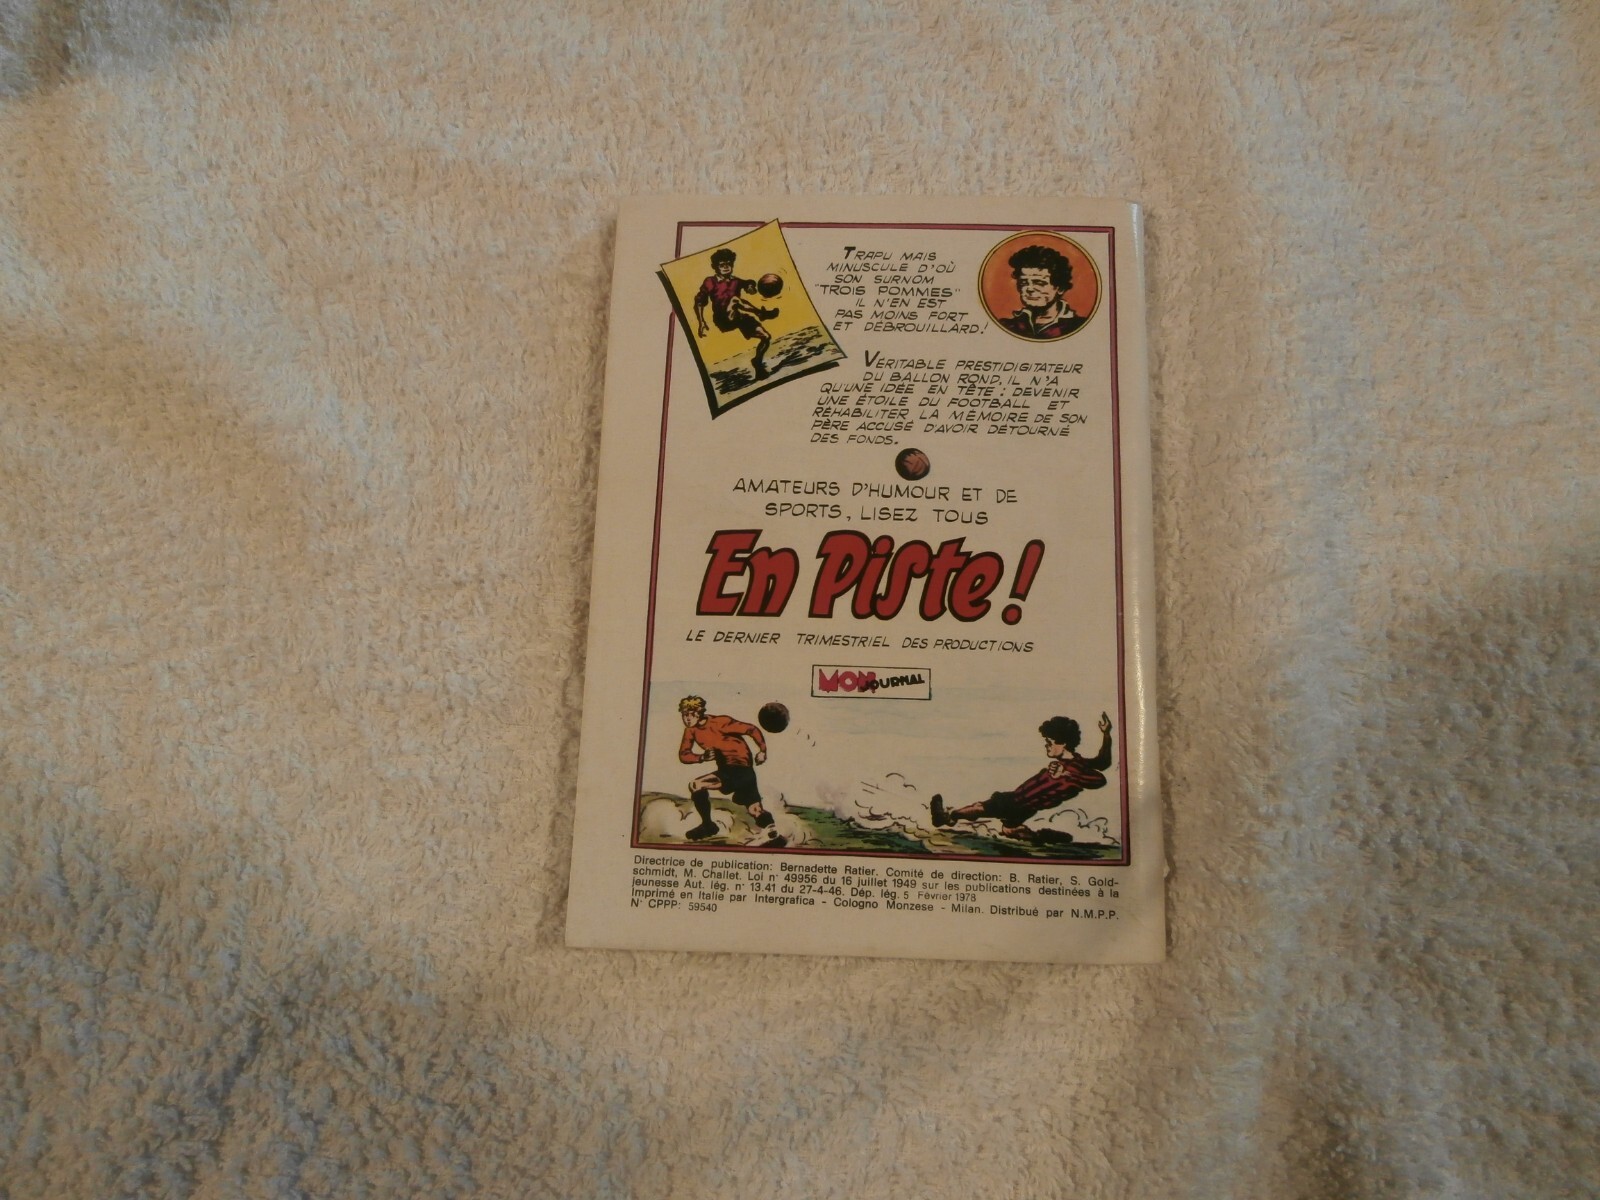 TRAPU MAIS
MINUSCULE D'OÙ
SON SURNOM
"TROIS POMMES"
IL N'EN EST
PAS MOINS FORT
ET DÉBROUILLARD!
VÉRITABLE PRESTIDIGITATEUR
DU BALLON ROND, IL N'A
QU'UNE IDÉE EN TÊTE : DEVENIR
UNE ÉTOILE DU FOOTBALL ET
RÉHABILITER LA MÉMOIRE DE SON
PÈRE ACCUSÉ D'AVOIR DÉTOURNÉ
DES FONDS.
AMATEURS D'HUMOUR ET DE
SPORTS, LISEZ TOUS
En Piste!
LE DERNIER TRIMESTRIEL DES PRODUCTIONS
MON JOURNAL
Directrice de publication: Bernadette Ratier. Comité de direction: B. Ratier, S. Gold-
schmidt, M. Challet. Loi n° 49956 du 16 juillet 1949 sur les publications destinées à la
jeunesse Aut. lég. n° 13.41 du 27-4-46. Dép. lég. 5 Février 1978
Imprimé en Italie par Intergrafica - Cologno Monzese - Milan. Distribué par N.M.P.P.
N° CPPP: 59540